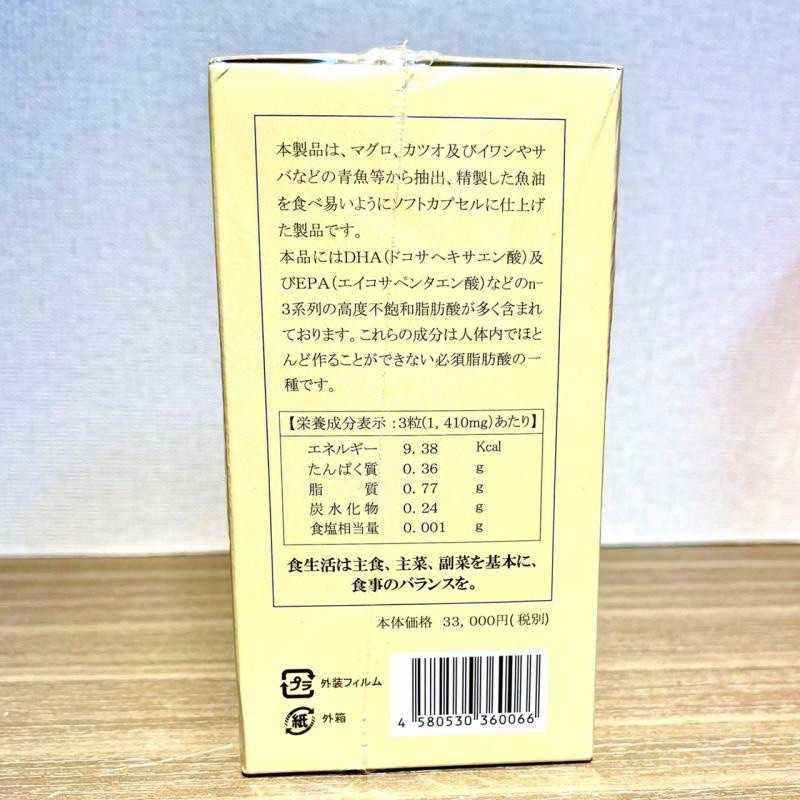 本製品は、マグロ、カツオ及びイワシやサ
バなどの青魚等から抽出、精製した魚油
を食べ易いようにソフトカプセルに仕上げ
た製品です。
本品にはDHA(ドコサヘキサエン酸)及
びEPA(エイコサペンタエン酸)などのn-
3系列の高度不飽和脂肪酸が多く含まれ
ております。これらの成分は人体内でほと
んど作ることができない必須脂肪酸の一
種です。
【栄養成分表示:3粒(1,410mg)あたり】
エネルギー 9.38 Kcal
たんぱく質 0.36 g
脂質 0.77 g
炭水化物 0.24 g
食塩相当量 0.001 g
食生活は主食、主菜、副菜を基本に、
食事のバランスを。
本体価格 33,000円(税別)
プラ 外装フィルム
紙 外箱
4 580530 360066